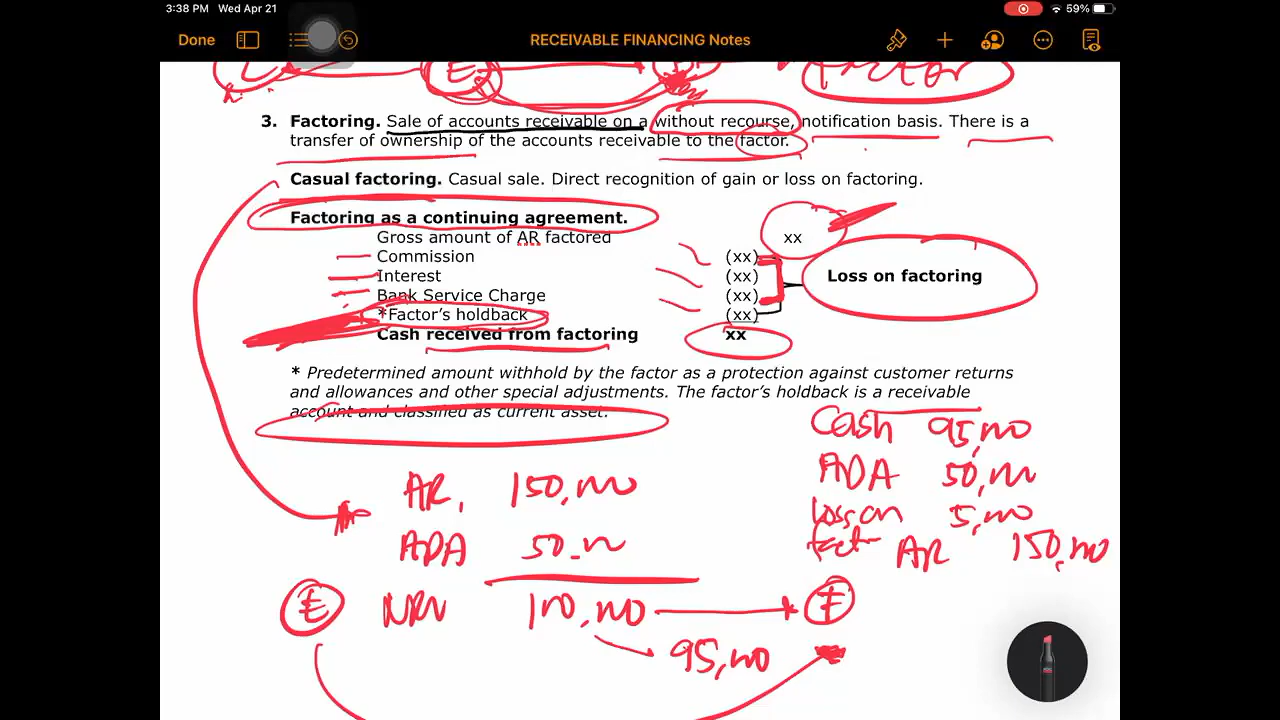 3:38 PM Wed Apr 21 59%
Done RECEIVABLE FINANCING Notes
factor
3. Factoring. Sale of accounts receivable on a without recourse, notification basis. There is a
transfer of ownership of the accounts receivable to the factor.
Casual factoring. Casual sale. Direct recognition of gain or loss on factoring.
Factoring as a continuing agreement.
Gross amount of AR factored xx
Commission (xx)
Interest (xx) Loss on factoring
Bank Service Charge (xx)
*Factor's holdback (xx)
Cash received from factoring xx
* Predetermined amount withhold by the factor as a protection against customer returns
and allowances and other special adjustments. The factor's holdback is a receivable
account and classified as current asset.
Cash 95,000
ADA 50,000
Loss on 5,000
factor AR 150,000
AR 150,000
ADA 50,000
E NRV 100,000 F
95,000